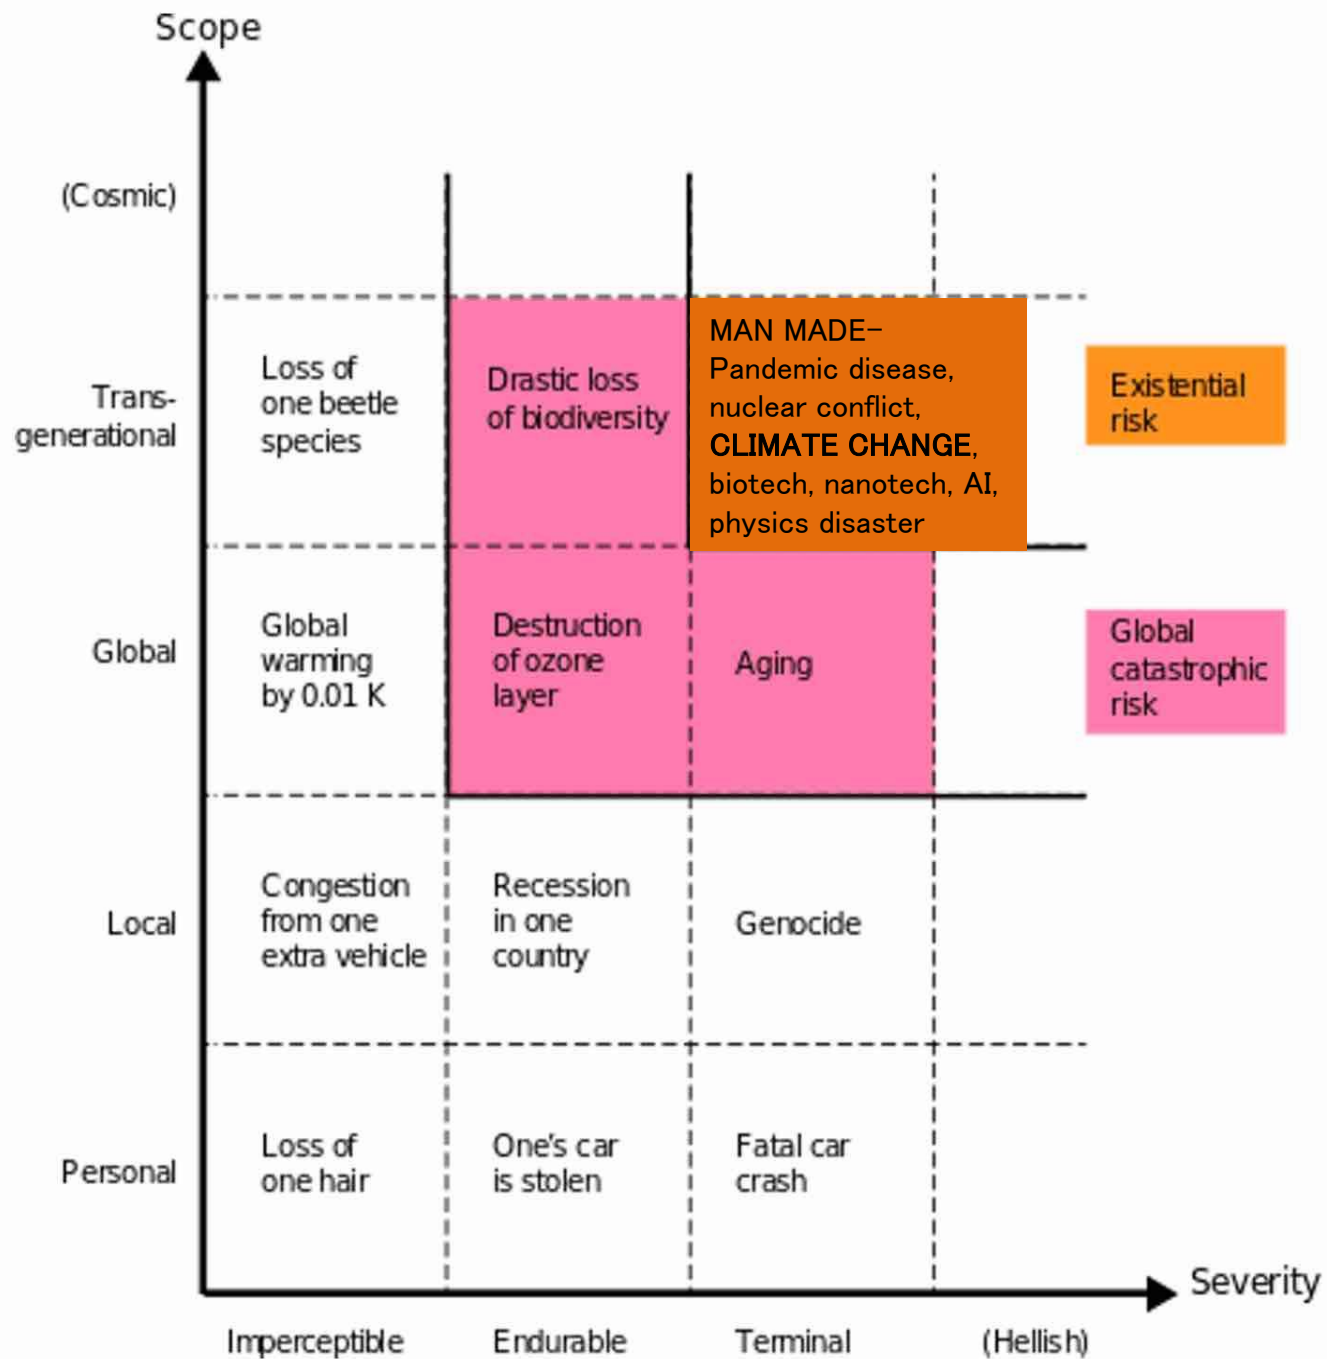 Scope
(Cosmic)
Trans-
generational
Loss of
one beetle
species
Drastic loss
of biodiversity
MAN MADE-
Pandemic disease,
nuclear conflict,
CLIMATE CHANGE,
biotech, nanotech, AI,
physics disaster
Existential
risk
Global
Global
warming
by 0.01 K
Destruction
of ozone
layer
Aging
Global
catastrophic
risk
Local
Congestion
from one
extra vehicle
Recession
in one
country
Genocide
Personal
Loss of
one hair
One's car
is stolen
Fatal car
crash
Severity
Imperceptible
Endurable
Terminal
(Hellish)